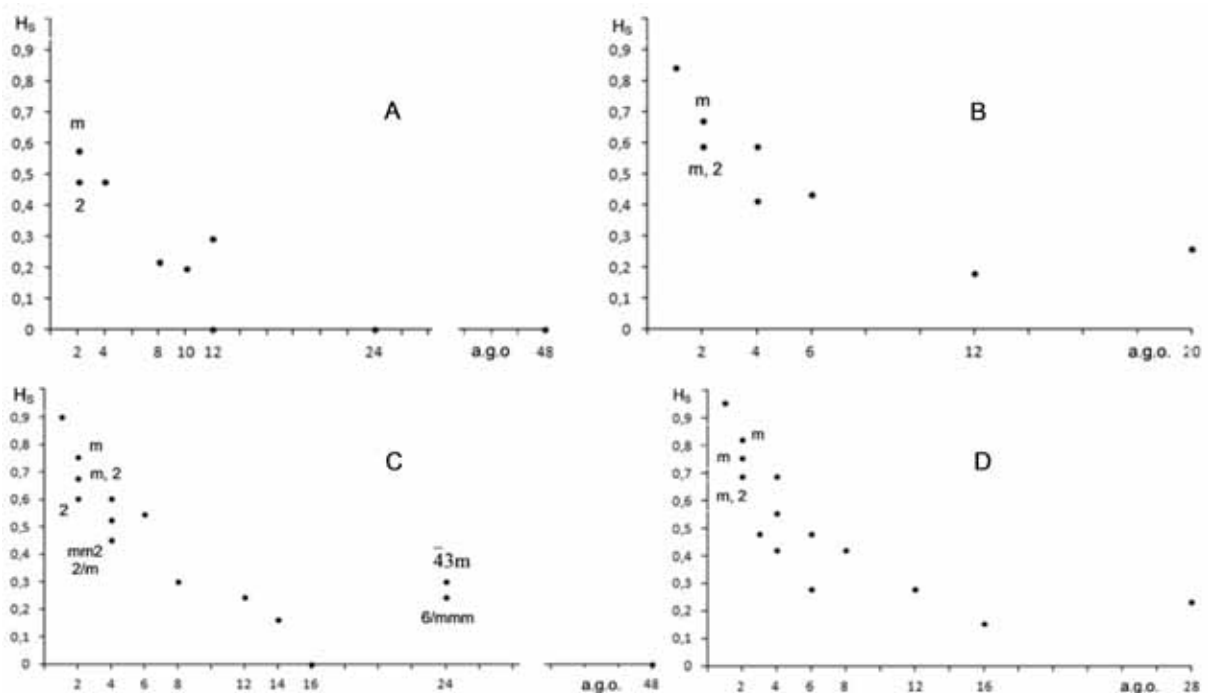 Hs
0,9
0,8
0,7
0,6
0,5
0,4
0,3
0,2
0,1
0
A
m
2
2 4 8 10 12 24 a.g.o 48
Hs
0,9
0,8
0,7
0,6
0,5
0,4
0,3
0,2
0,1
0
B
m
m, 2
2 4 6 12 a.g.o. 20
Hs
0,9
0,8
0,7
0,6
0,5
0,4
0,3
0,2
0,1
0
C
m
m, 2
2
mm2
2/m
4̅3m
6/mmm
2 4 6 8 12 14 16 24 a.g.o. 48
Hs
0,9
0,8
0,7
0,6
0,5
0,4
0,3
0,2
0,1
0
D
m
m
m, 2
2 4 6 8 12 16 a.g.o. 28